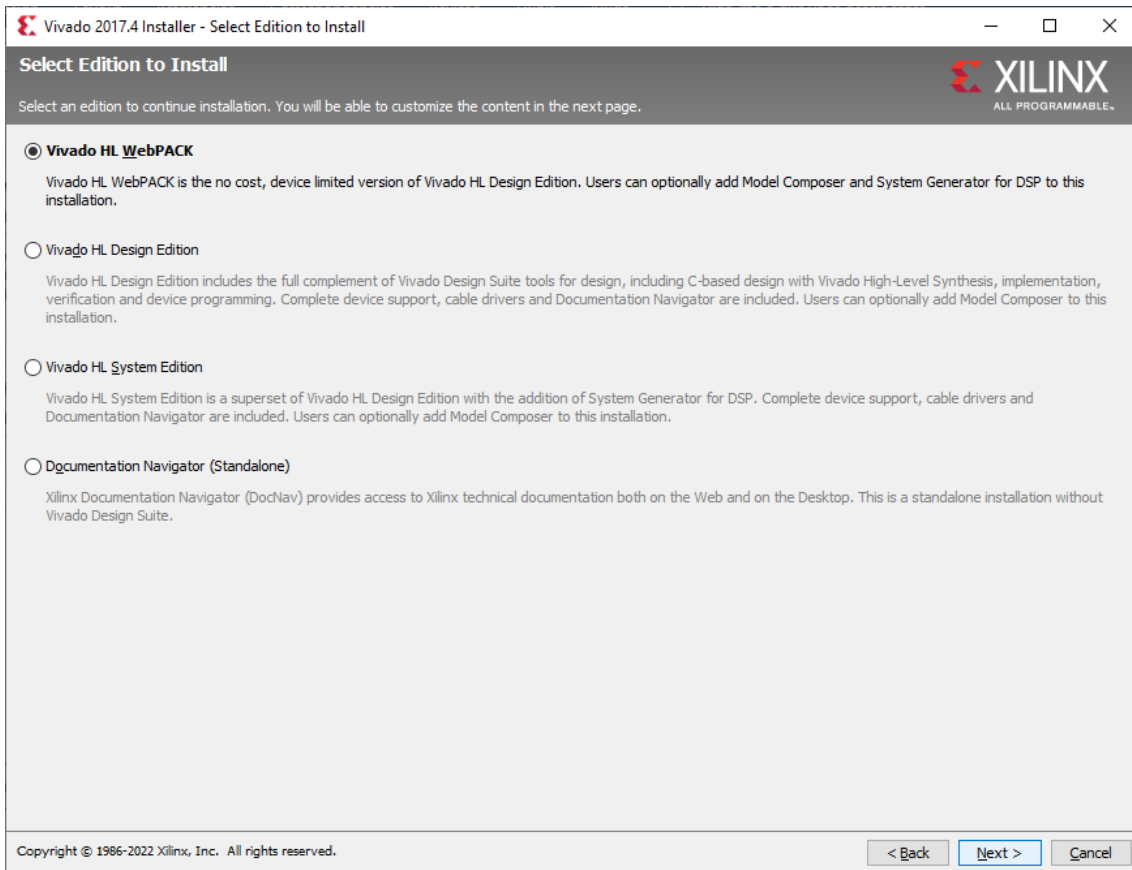 Vivado 2017.4 Installer - Select Edition to Install
Select Edition to Install
XILINX
ALL PROGRAMMABLE™
Select an edition to continue installation. You will be able to customize the content in the next page.
Vivado HL WebPACK
Vivado HL WebPACK is the no cost, device limited version of Vivado HL Design Edition. Users can optionally add Model Composer and System Generator for DSP to this
installation.
Vivado HL Design Edition
Vivado HL Design Edition includes the full complement of Vivado Design Suite tools for design, including C-based design with Vivado High-Level Synthesis, implementation,
verification and device programming. Complete device support, cable drivers and Documentation Navigator are included. Users can optionally add Model Composer to this
installation.
Vivado HL System Edition
Vivado HL System Edition is a superset of Vivado HL Design Edition with the addition of System Generator for DSP. Complete device support, cable drivers and
Documentation Navigator are included. Users can optionally add Model Composer to this installation.
Documentation Navigator (Standalone)
Xilinx Documentation Navigator (DocNav) provides access to Xilinx technical documentation both on the Web and on the Desktop. This is a standalone installation without
Vivado Design Suite.
Copyright © 1986-2022 Xilinx, Inc. All rights reserved.
< Back
Next >
Cancel